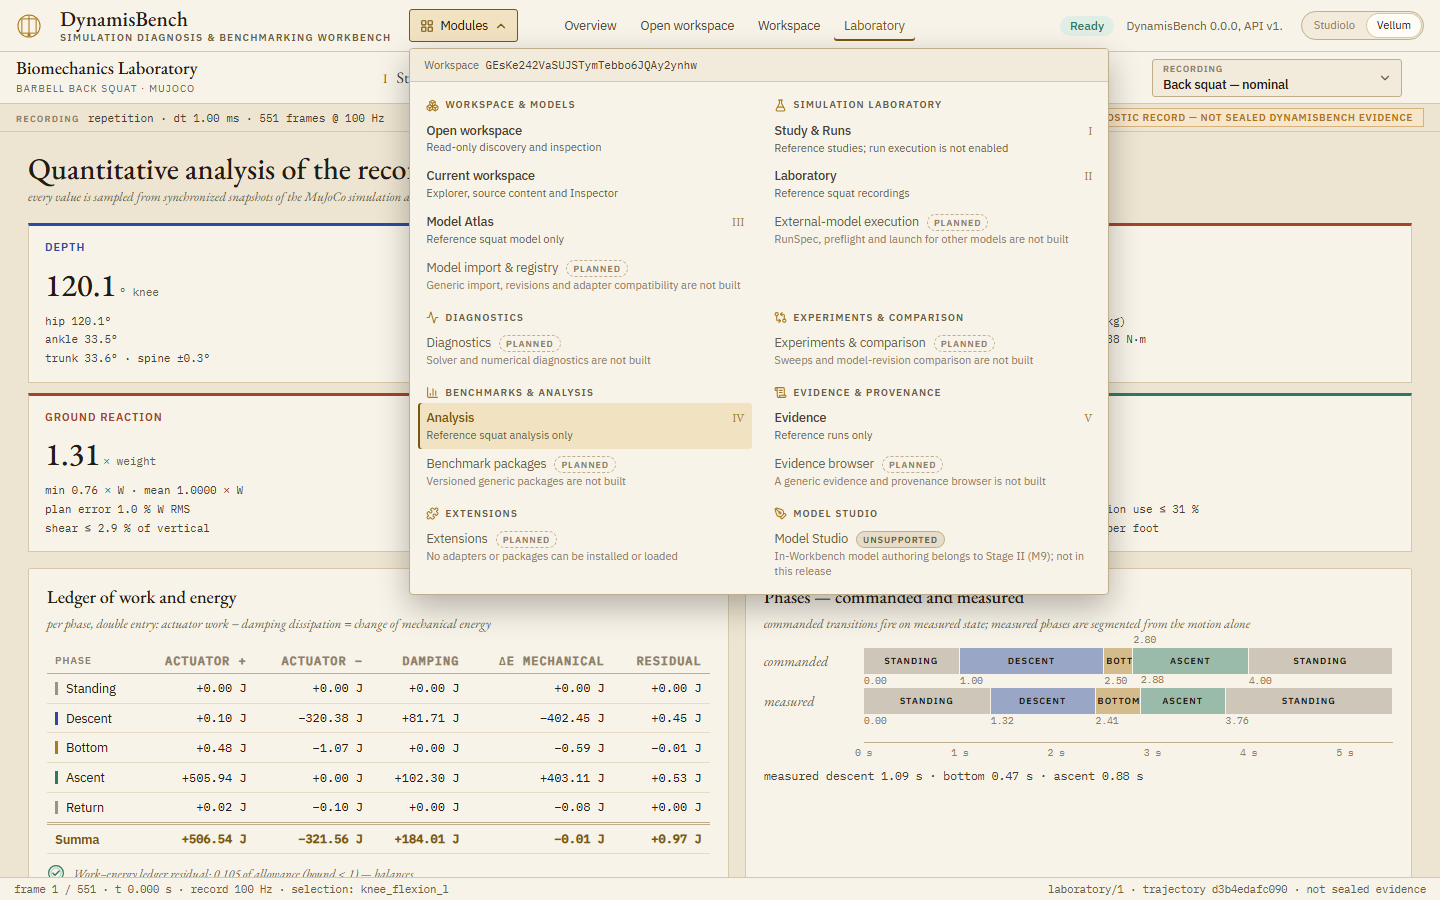 DynamisBench
SIMULATION DIAGNOSIS & BENCHMARKING WORKBENCH
Modules
Overview
Open workspace
Workspace
Laboratory
Ready
DynamisBench 0.0.0, API v1.
Studiolo
Vellum
Biomechanics Laboratory
BARBELL BACK SQUAT · MUJOCO
I St
RECORDING
Back squat — nominal
RECORDING repetition · dt 1.00 ms · 551 frames @ 100 Hz
OSTIC RECORD — NOT SEALED DYNAMISBENCH EVIDENCE
Workspace GEsKe242VaSUJSTymTebbo6JQAy2ynhw
WORKSPACE & MODELS
Open workspace
Read-only discovery and inspection
Current workspace
Explorer, source content and Inspector
Model Atlas III
Reference squat model only
Model import & registry PLANNED
Generic import, revisions and adapter compatibility are not built
SIMULATION LABORATORY
Study & Runs I
Reference studies; run execution is not enabled
Laboratory II
Reference squat recordings
External-model execution PLANNED
RunSpec, preflight and launch for other models are not built
DIAGNOSTICS
Diagnostics PLANNED
Solver and numerical diagnostics are not built
EXPERIMENTS & COMPARISON
Experiments & comparison PLANNED
Sweeps and model-revision comparison are not built
BENCHMARKS & ANALYSIS
Analysis IV
Reference squat analysis only
Benchmark packages PLANNED
Versioned generic packages are not built
EVIDENCE & PROVENANCE
Evidence V
Reference runs only
Evidence browser PLANNED
A generic evidence and provenance browser is not built
EXTENSIONS
Extensions PLANNED
No adapters or packages can be installed or loaded
MODEL STUDIO
Model Studio UNSUPPORTED
In-Workbench model authoring belongs to Stage II (M9); not in
this release
Quantitative analysis of the reco
every value is sampled from synchronized snapshots of the MuJoCo simulation a
DEPTH
120.1 ° knee
hip 120.1°
ankle 33.5°
trunk 33.6° · spine ±0.3°
kg)
38 N·m
GROUND REACTION
1.31 × weight
min 0.76 × W · mean 1.0000 × W
plan error 1.0 % W RMS
shear ≤ 2.9 % of vertical
ion use ≤ 31 %
per foot
Ledger of work and energy
per phase, double entry: actuator work − damping dissipation = change of mechanical energy
PHASE ACTUATOR + ACTUATOR − DAMPING ΔE MECHANICAL RESIDUAL
Standing +0.00 J +0.00 J +0.00 J +0.00 J +0.00 J
Descent +0.10 J −320.38 J +81.71 J −402.45 J +0.45 J
Bottom +0.48 J −1.07 J +0.00 J −0.59 J −0.01 J
Ascent +505.94 J +0.00 J +102.30 J +403.11 J +0.53 J
Return +0.02 J −0.10 J +0.00 J −0.08 J +0.00 J
Summa +506.54 J −321.56 J +184.01 J −0.01 J +0.97 J
Work–energy ledger residual: 0.105 of allowance (bound < 1) — balances
Phases — commanded and measured
commanded transitions fire on measured state; measured phases are segmented from the motion alone
2.80
commanded STANDING DESCENT BOTT ASCENT STANDING
0.00 1.00 2.50 2.88 4.00
measured STANDING DESCENT BOTTOM ASCENT STANDING
0.00 1.32 2.41 3.76
0 s 1 s 2 s 3 s 4 s 5 s
measured descent 1.09 s · bottom 0.47 s · ascent 0.88 s
frame 1 / 551 · t 0.000 s · record 100 Hz · selection: knee_flexion_l
laboratory/1 · trajectory d3b4edafc090 · not sealed evidence